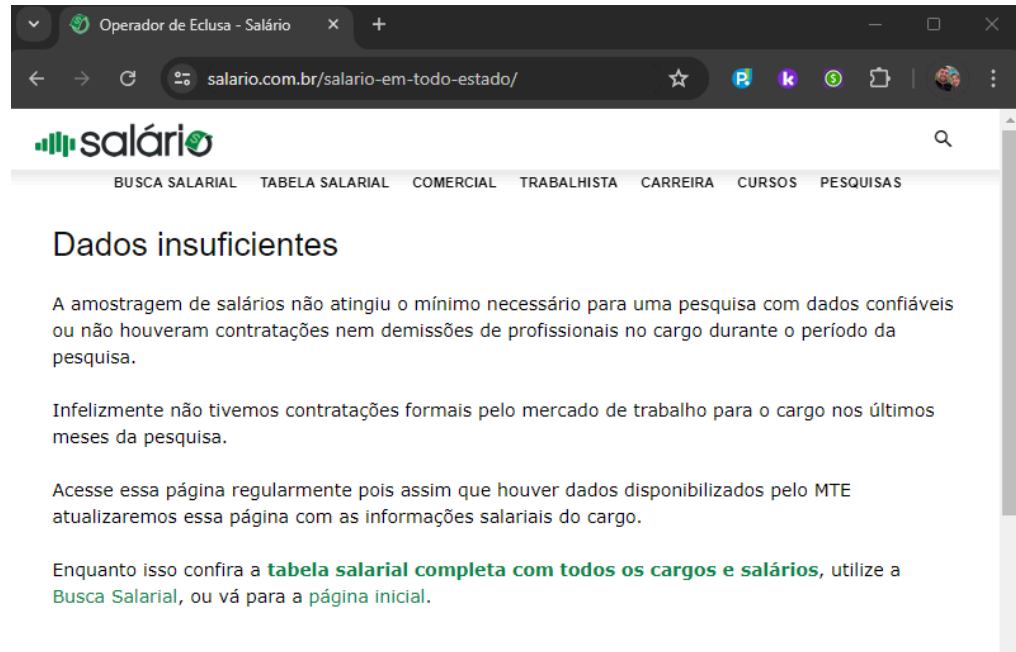 Operador de Eclusa - Salário
salario.com.br/salario-em-todo-estado/
salário
BUSCA SALARIAL TABELA SALARIAL COMERCIAL TRABALHISTA CARREIRA CURSOS PESQUISAS
Dados insuficientes
A amostragem de salários não atingiu o mínimo necessário para uma pesquisa com dados confiáveis
ou não houveram contratações nem demissões de profissionais no cargo durante o período da
pesquisa.
Infelizmente não tivemos contratações formais pelo mercado de trabalho para o cargo nos últimos
meses da pesquisa.
Acesse essa página regularmente pois assim que houver dados disponibilizados pelo MTE
atualizaremos essa página com as informações salariais do cargo.
Enquanto isso confira a tabela salarial completa com todos os cargos e salários, utilize a
Busca Salarial, ou vá para a página inicial.